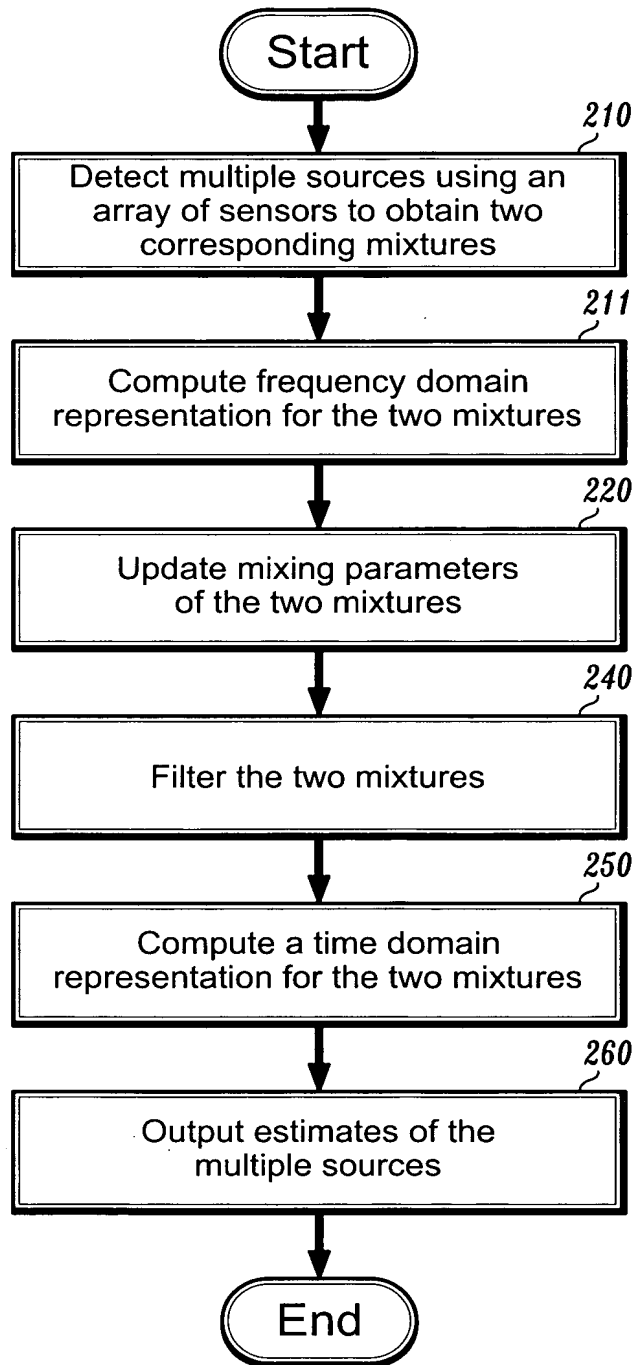 Start
210
Detect multiple sources using an
array of sensors to obtain two
corresponding mixtures
211
Compute frequency domain
representation for the two mixtures
220
Update mixing parameters
of the two mixtures
240
Filter the two mixtures
250
Compute a time domain
representation for the two mixtures
260
Output estimates of the
multiple sources
End